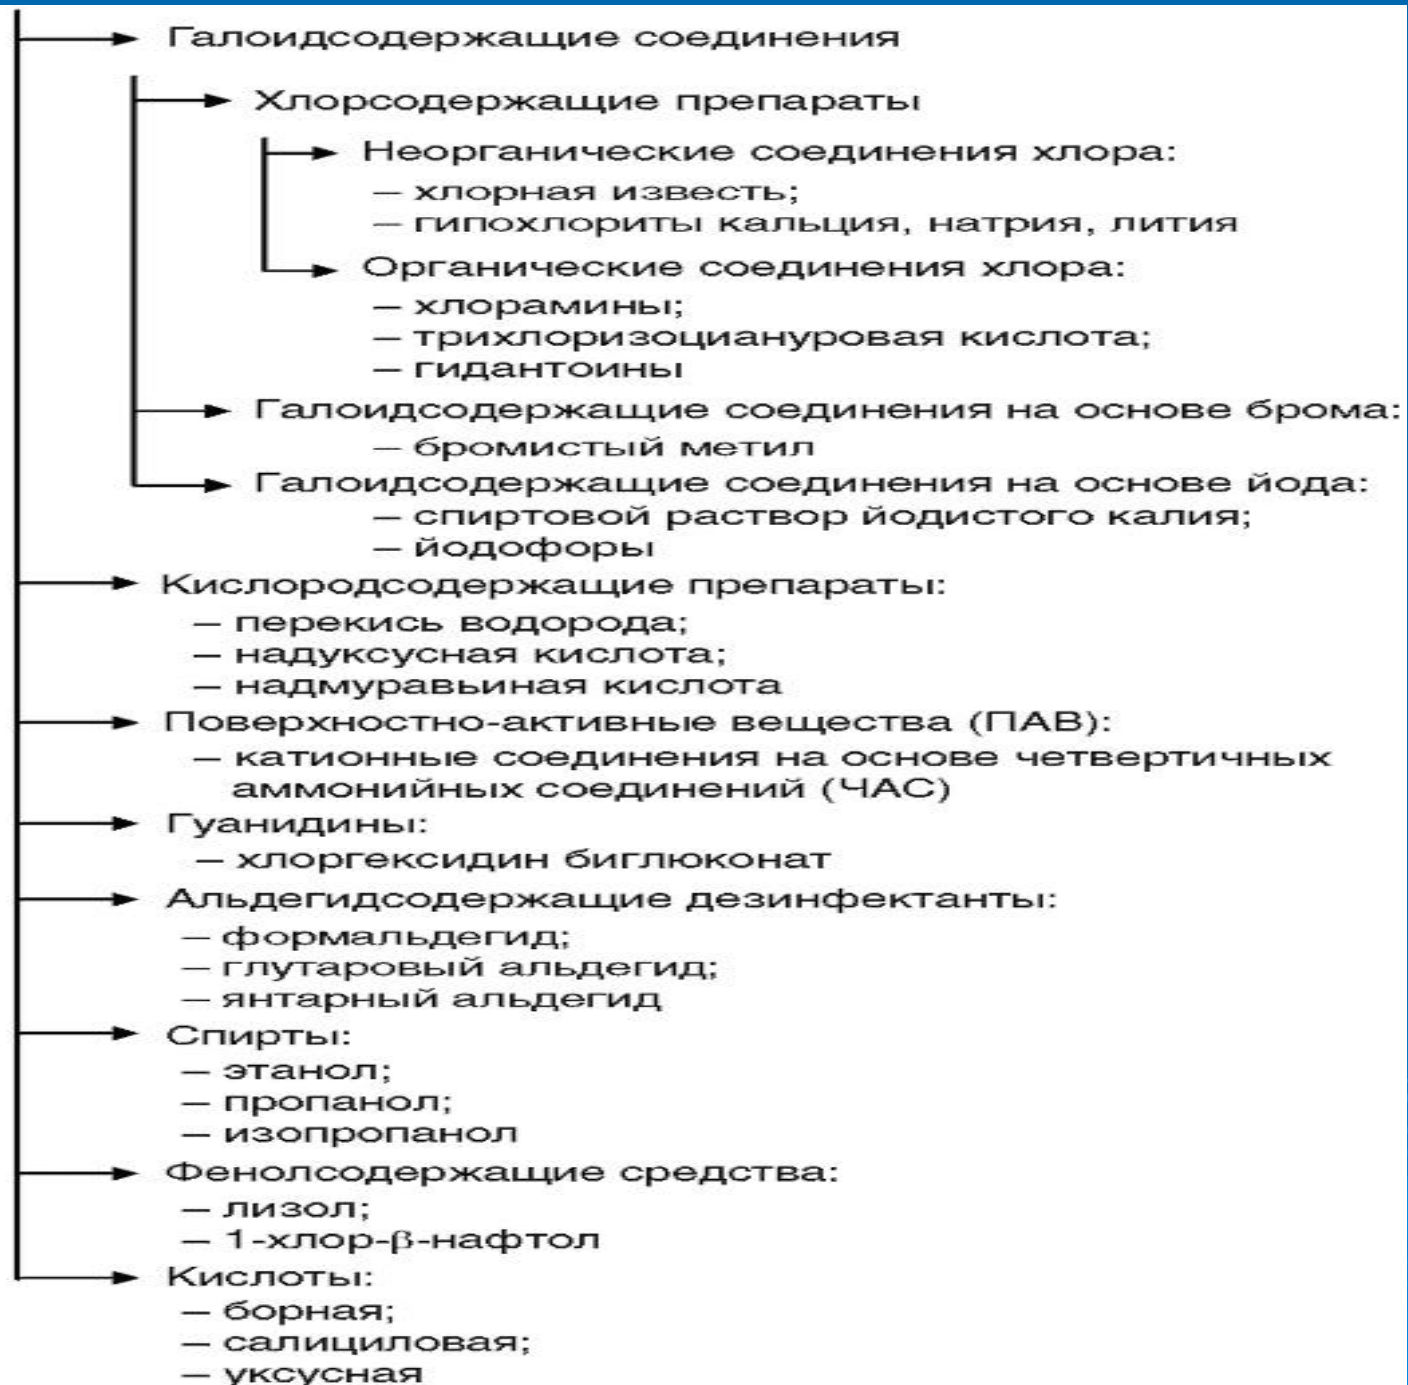 Галоидсодержащие соединения
Хлорсодержащие препараты
Неорганические соединения хлора:
– хлорная известь;
– гипохлориты кальция, натрия, лития
Органические соединения хлора:
– хлорамины;
– трихлоризоциануровая кислота;
– гидантоины
Галоидсодержащие соединения на основе брома:
– бромистый метил
Галоидсодержащие соединения на основе йода:
– спиртовой раствор йодистого калия;
– йодофоры
Кислородсодержащие препараты:
– перекись водорода;
– надуксусная кислота;
– надмуравьиная кислота
Поверхностно-активные вещества (ПАВ):
– катионные соединения на основе четвертичных
аммонийных соединений (ЧАС)
Гуанидины:
– хлоргексидин биглюконат
Альдегидсодержащие дезинфектанты:
– формальдегид;
– глутаровый альдегид;
– янтарный альдегид
Спирты:
– этанол;
– пропанол;
– изопропанол
Фенолсодержащие средства:
– лизол;
– 1-хлор-β-нафтол
Кислоты:
– борная;
– салициловая;
– уксусная